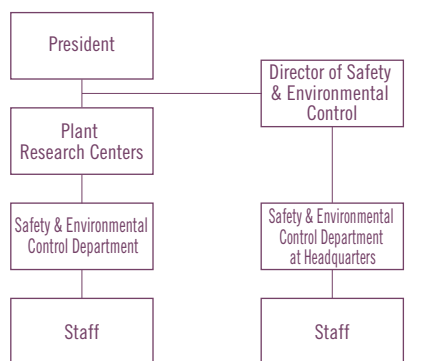 President
Director of Safety
& Environmental
Control
Plant
Research Centers
Safety & Environmental
Control Department
Safety & Environmental
Control Department
at Headquarters
Staff
Staff